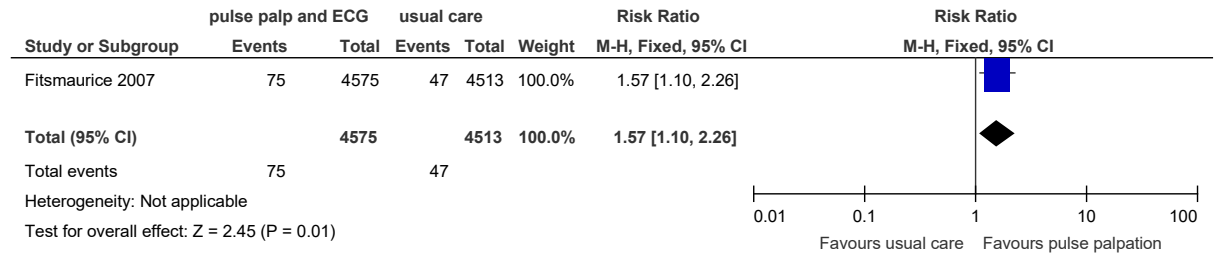 pulse palp and ECG usual care Risk Ratio Risk Ratio
Study or Subgroup Events Total Events Total Weight M-H, Fixed, 95% CI M-H, Fixed, 95% CI
Fitsmaurice 2007 75 4575 47 4513 100.0% 1.57 [1.10, 2.26]
Total (95% CI) 4575 4513 100.0% 1.57 [1.10, 2.26]
Total events 75 47
Heterogeneity: Not applicable
Test for overall effect: Z = 2.45 (P = 0.01)
0.01 0.1 1 10 100
Favours usual care Favours pulse palpation